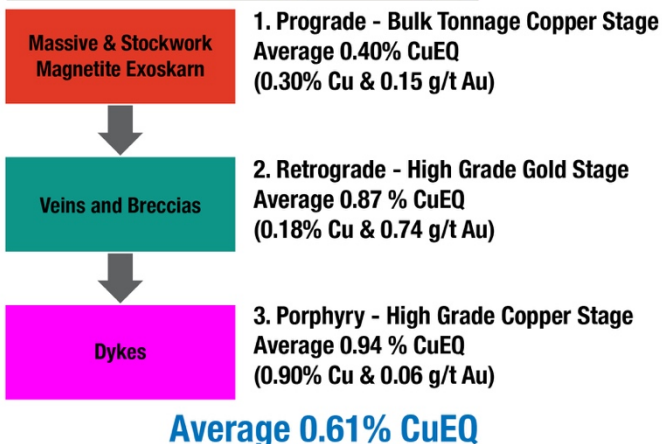 Massive & Stockwork
Magnetite Exoskarn
1. Prograde - Bulk Tonnage Copper Stage
Average 0.40% CuEQ
(0.30% Cu & 0.15 g/t Au)
Veins and Breccias
2. Retrograde - High Grade Gold Stage
Average 0.87 % CuEQ
(0.18% Cu & 0.74 g/t Au)
Dykes
3. Porphyry - High Grade Copper Stage
Average 0.94 % CuEQ
(0.90% Cu & 0.06 g/t Au)
Average 0.61% CuEQ